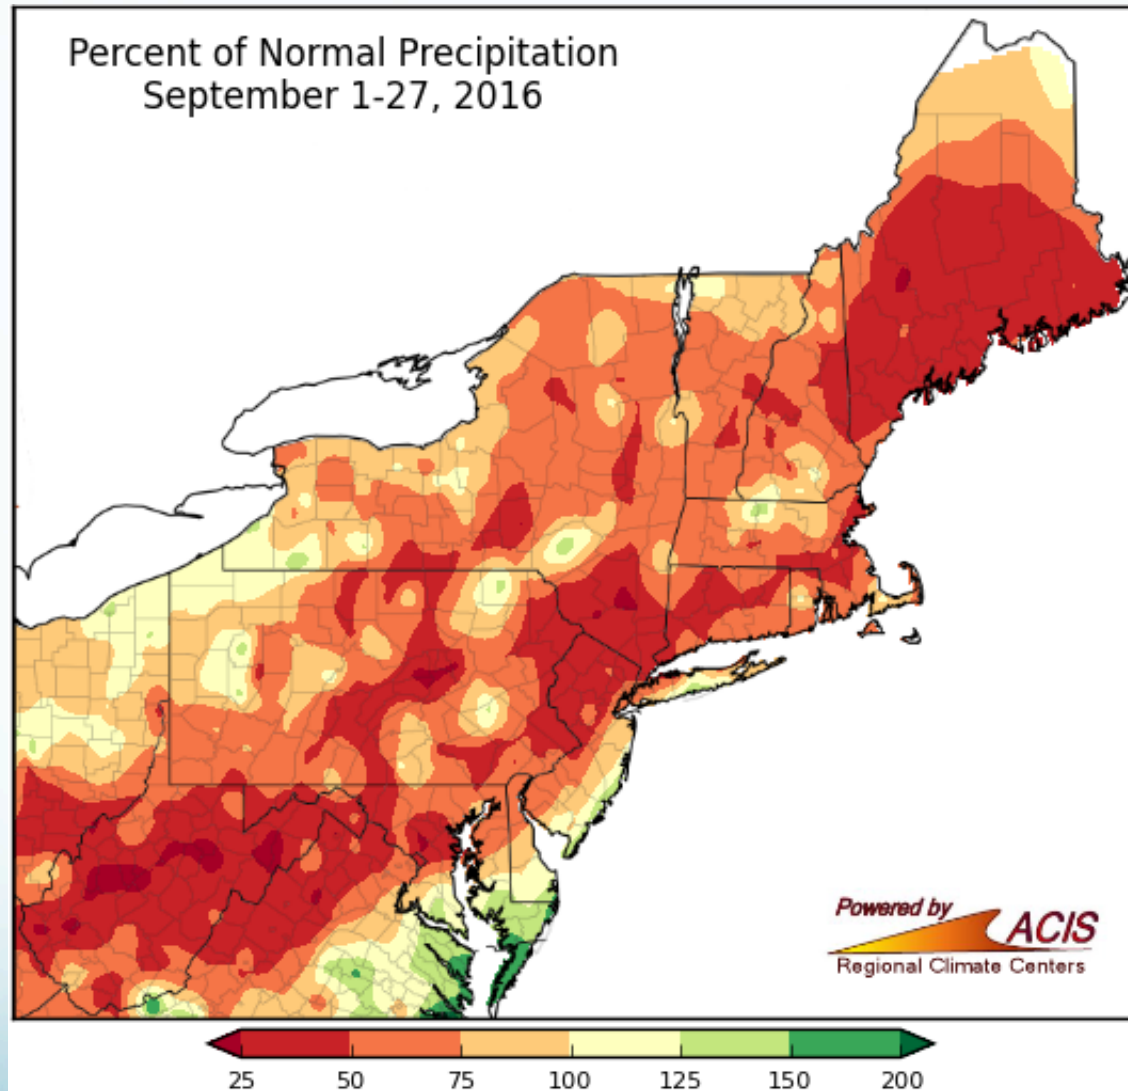 Percent of Normal Precipitation
September 1-27, 2016
Powered by
ACIS
Regional Climate Centers
25 50 75 100 125 150 200